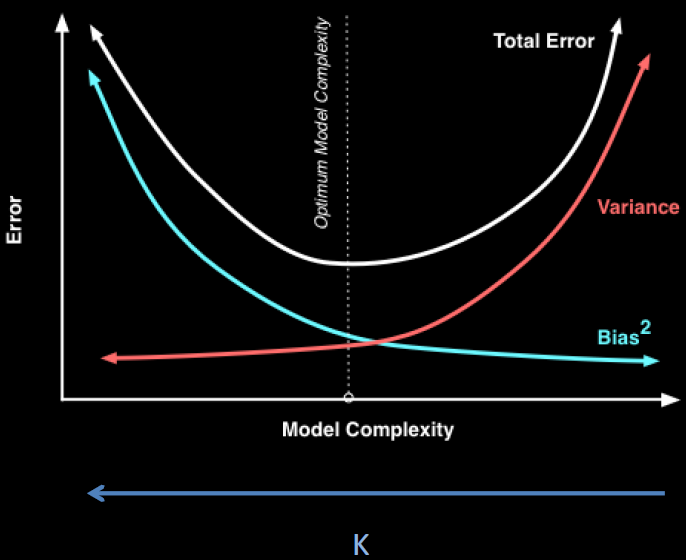 Total Error
Optimum Model Complexity
Variance
Error
Bias2
Model Complexity
K